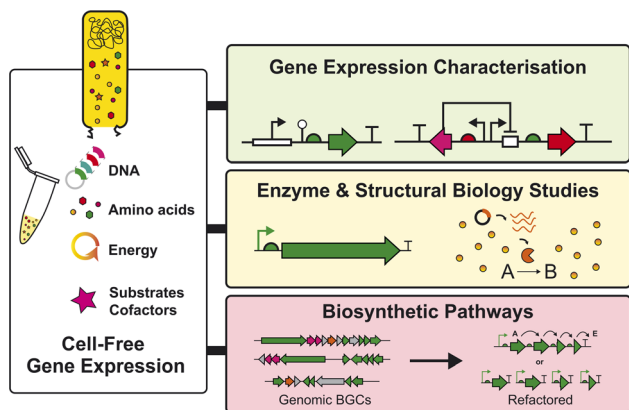 DNA
Amino acids
Energy
Substrates
Cofactors
Cell-Free
Gene Expression
Gene Expression Characterisation
Enzyme & Structural Biology Studies
A
B
Biosynthetic Pathways
Genomic BGCs
A
E
or
Refactored